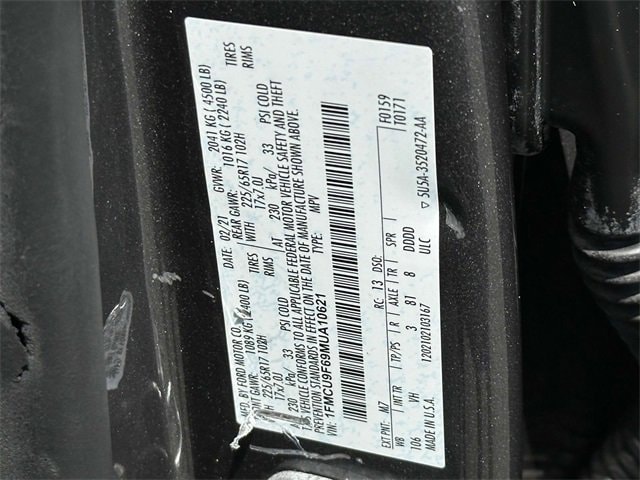 MFD. BY FORD MOTOR CO. DATE: 02/21 GVWR: 2041 KG ( 4500 LB)
FRONT GAWR: 1089 KG ( 2400 LB) REAR GAWR: 1016 KG ( 2240 LB)
225/65R17 102H TIRES WITH 225/65R17 102H TIRES
17x7.0J RIMS 17x7.0J RIMS
230 kPa/ 33 PSI COLD AT 230 kPa/ 33 PSI COLD
THIS VEHICLE CONFORMS TO ALL APPLICABLE FEDERAL MOTOR VEHICLE SAFETY AND THEFT
PREVENTION STANDARDS IN EFFECT ON THE DATE OF MANUFACTURE SHOWN ABOVE.
VIN: 1FMCU9F69MUA10621 TYPE: MPV
F0159
T0171
EXT PNT: M7 RC: 13 DSO:
WB INT TR TP/PS R AXLE TR SPR
106 VH 3 81 8 DDDD
MADE IN U.S.A. 120210203167 ULC 5U5A-3520472-AA